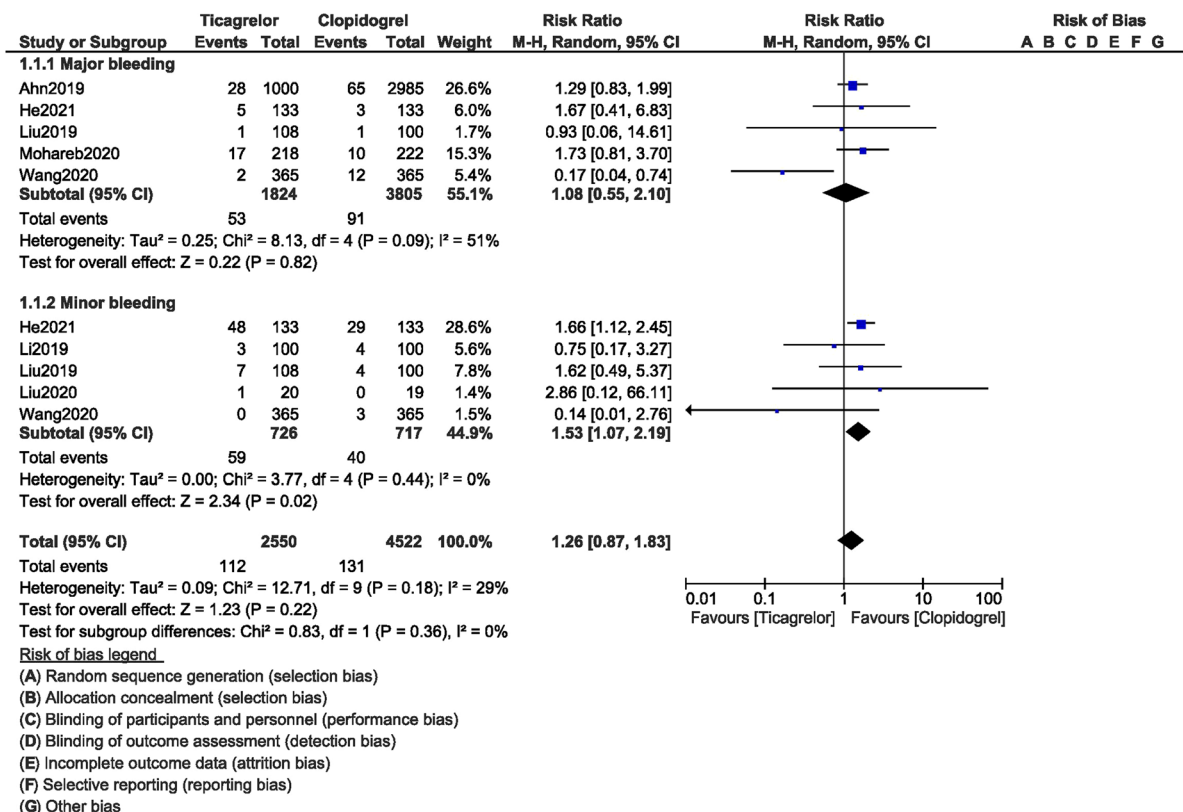 Ticagrelor Clopidogrel Risk Ratio Risk Ratio Risk of Bias
Study or Subgroup Events Total Events Total Weight M-H, Random, 95% CI M-H, Random, 95% CI A B C D E F G
1.1.1 Major bleeding
Ahn2019 28 1000 65 2985 26.6% 1.29 [0.83, 1.99]
He2021 5 133 3 133 6.0% 1.67 [0.41, 6.83]
Liu2019 1 108 1 100 1.7% 0.93 [0.06, 14.61]
Mohareb2020 17 218 10 222 15.3% 1.73 [0.81, 3.70]
Wang2020 2 365 12 365 5.4% 0.17 [0.04, 0.74]
Subtotal (95% CI) 1824 3805 55.1% 1.08 [0.55, 2.10]
Total events 53 91
Heterogeneity: Tau² = 0.25; Chi² = 8.13, df = 4 (P = 0.09); I² = 51%
Test for overall effect: Z = 0.22 (P = 0.82)
1.1.2 Minor bleeding
He2021 48 133 29 133 28.6% 1.66 [1.12, 2.45]
Li2019 3 100 4 100 5.6% 0.75 [0.17, 3.27]
Liu2019 7 108 4 100 7.8% 1.62 [0.49, 5.37]
Liu2020 1 20 0 19 1.4% 2.86 [0.12, 66.11]
Wang2020 0 365 3 365 1.5% 0.14 [0.01, 2.76]
Subtotal (95% CI) 726 717 44.9% 1.53 [1.07, 2.19]
Total events 59 40
Heterogeneity: Tau² = 0.00; Chi² = 3.77, df = 4 (P = 0.44); I² = 0%
Test for overall effect: Z = 2.34 (P = 0.02)
Total (95% CI) 2550 4522 100.0% 1.26 [0.87, 1.83]
Total events 112 131
Heterogeneity: Tau² = 0.09; Chi² = 12.71, df = 9 (P = 0.18); I² = 29%
0.01 0.1 1 10 100
Test for overall effect: Z = 1.23 (P = 0.22)
Favours [Ticagrelor] Favours [Clopidogrel]
Test for subgroup differences: Chi² = 0.83, df = 1 (P = 0.36), I² = 0%
Risk of bias legend
(A) Random sequence generation (selection bias)
(B) Allocation concealment (selection bias)
(C) Blinding of participants and personnel (performance bias)
(D) Blinding of outcome assessment (detection bias)
(E) Incomplete outcome data (attrition bias)
(F) Selective reporting (reporting bias)
(G) Other bias